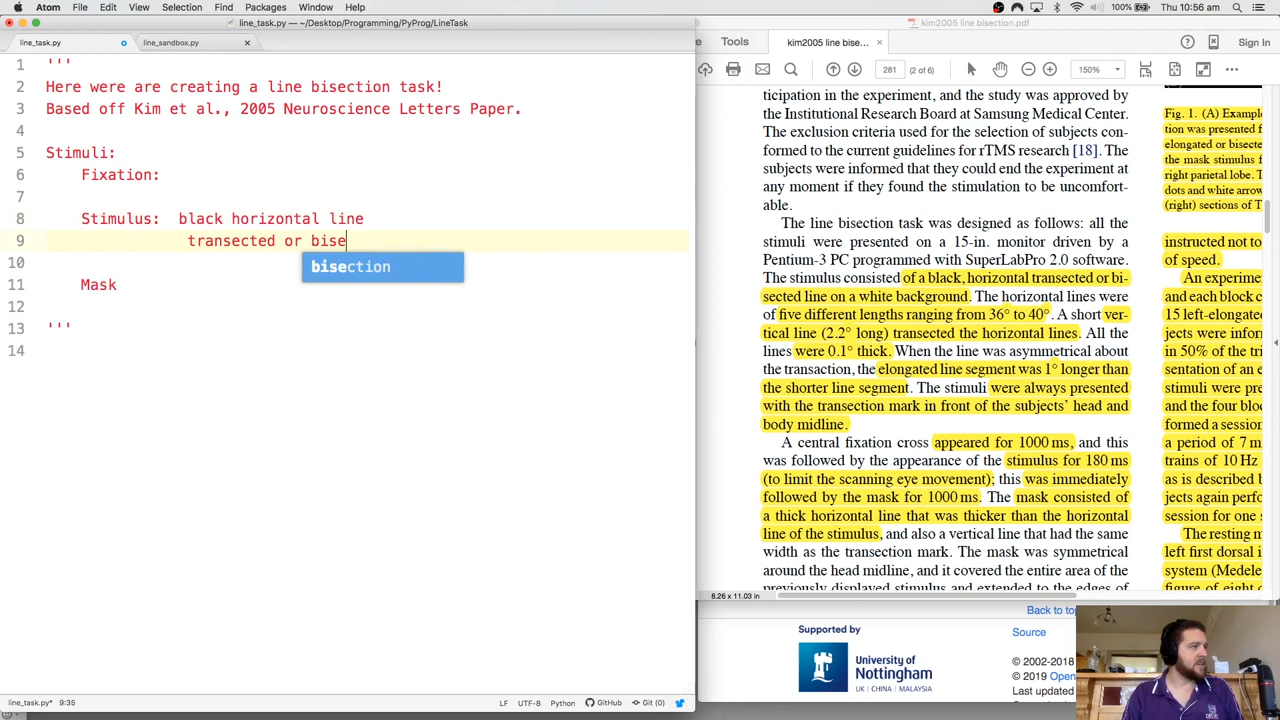 Atom File Edit View Selection Find Packages Window Help
100% Thu 10:56 am
line_task.py — ~/Desktop/Programming/PyProg/LineTask
kim2005 line bisection.pdf
line_task.py line_sandbox.py
Tools kim2005 line bise... Sign In
281 (2 of 6) 150%
1 '''
2 Here were are creating a line bisection task!
3 Based off Kim et al., 2005 Neuroscience Letters Paper.
4
5 Stimuli:
6 Fixation:
7
8 Stimulus: black horizontal line
9 transected or bise
bisection
10
11 Mask
12
13 '''
14
ticipation in the experiment, and the study was approved by
the Institutional Research Board at Samsung Medical Center.
The exclusion criteria used for the selection of subjects con-
formed to the current guidelines for rTMS research [18]. The
subjects were informed that they could end the experiment at
any moment if they found the stimulation to be uncomfort-
able.
The line bisection task was designed as follows: all the
stimuli were presented on a 15-in. monitor driven by a
Pentium-3 PC programmed with SuperLabPro 2.0 software.
The stimulus consisted of a black, horizontal transected or bi-
sected line on a white background. The horizontal lines were
of five different lengths ranging from 36° to 40°. A short ver-
tical line (2.2° long) transected the horizontal lines. All the
lines were 0.1° thick. When the line was asymmetrical about
the transaction, the elongated line segment was 1° longer than
the shorter line segment. The stimuli were always presented
with the transection mark in front of the subjects' head and
body midline.
A central fixation cross appeared for 1000 ms, and this
was followed by the appearance of the stimulus for 180 ms
(to limit the scanning eye movement); this was immediately
followed by the mask for 1000 ms. The mask consisted of
a thick horizontal line that was thicker than the horizontal
line of the stimulus, and also a vertical line that had the same
width as the transection mark. The mask was symmetrical
around the head midline, and it covered the entire area of the
previously displayed stimulus and extended to the edges of
Fig. 1. (A) Example
tion was presented f
elongated or bisecte
the mask stimulus f
right parietal lobe. T
dots and white arrow
(right) sections of T
instructed not to
of speed.
An experime
and each block c
15 left-elongated
jects were infor
in 50% of the tri
sentation of an e
stimuli were pre
and the four bloc
formed a session
a period of 7 m
trains of 10 Hz
as is described b
jects again perfo
session for one s
The resting m
left first dorsal i
system (Medele
figure of eight c
8.26 x 11.03 in
Back to top
Supported by
Source
University of
Nottingham
UK | CHINA | MALAYSIA
© 2002-2018
© 2019 Open
Last updated
line_task.py* 9:35 LF UTF-8 Python GitHub Git (0)